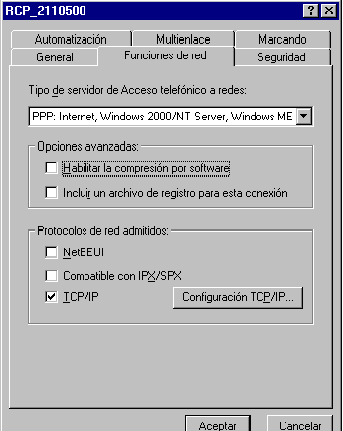 RCP_2110500
Automatización Multienlace Marcando
General Funciones de red Seguridad
Tipo de servidor de Acceso telefónico a redes:
PPP: Internet, Windows 2000/NT Server, Windows ME
Opciones avanzadas:
Habilitar la compresión por software
Incluir un archivo de registro para esta conexión
Protocolos de red admitidos:
NetBEUI
Compatible con IPX/SPX
TCP/IP Configuración TCP/IP...
Aceptar Cancelar